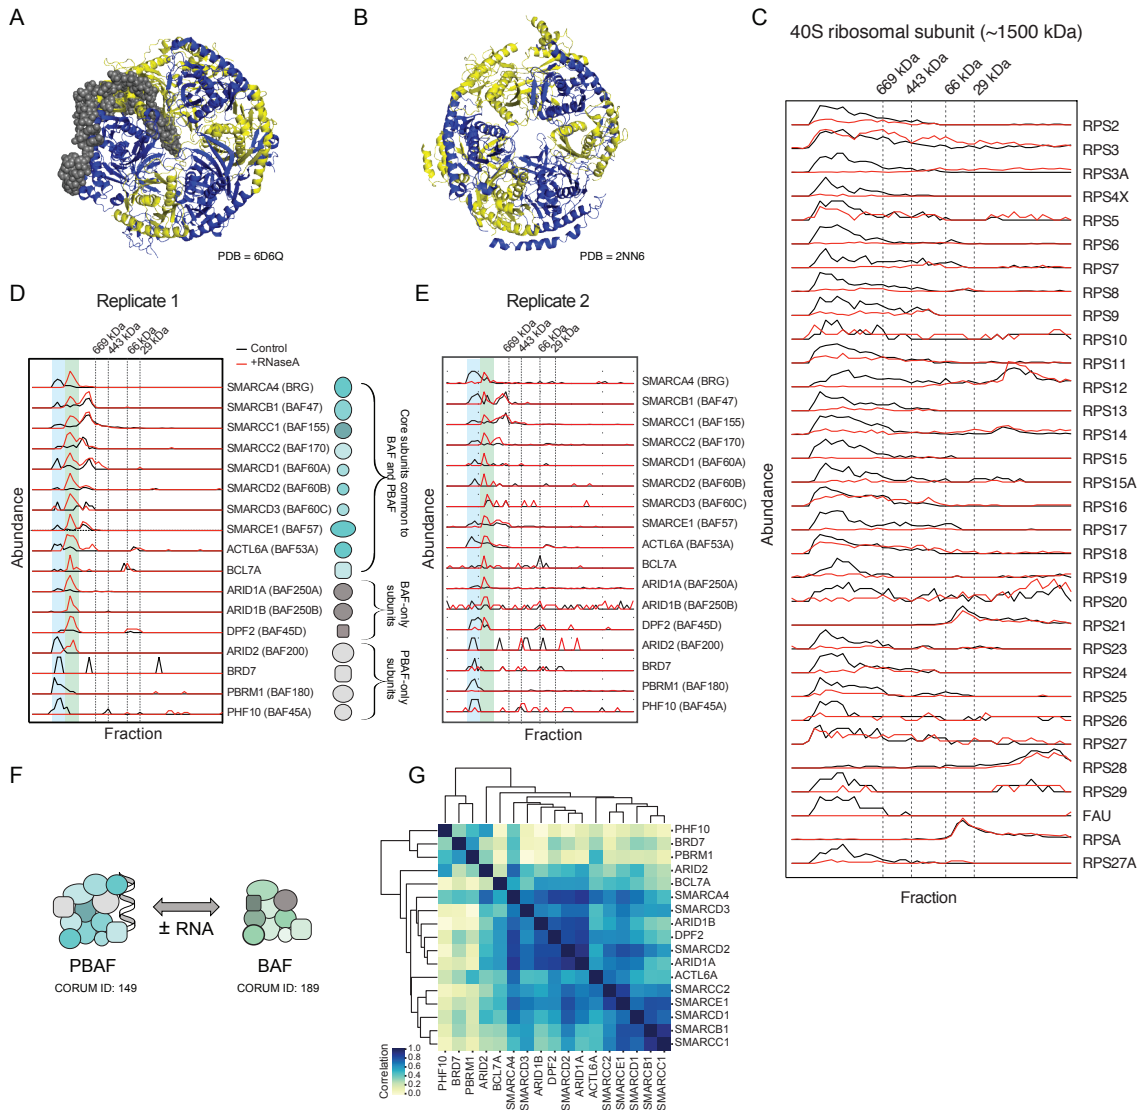 A
B
C
40S ribosomal subunit (~1500 kDa)
669 kDa
443 kDa
66 kDa
29 kDa
PDB = 6D6Q
PDB = 2NN6
RPS2
RPS3
RPS3A
RPS4X
RPS5
RPS6
RPS7
RPS8
RPS9
RPS10
RPS11
RPS12
RPS13
RPS14
RPS15
RPS15A
RPS16
RPS17
RPS18
RPS19
RPS20
RPS21
RPS23
RPS24
RPS25
RPS26
RPS27
RPS28
RPS29
FAU
RPSA
RPS27A
Fraction
D
Replicate 1
669 kDa
443 kDa
66 kDa
29 kDa
Control
+RNaseA
Abundance
SMARCA4 (BRG)
SMARCB1 (BAF47)
SMARCC1 (BAF155)
SMARCC2 (BAF170)
SMARCD1 (BAF60A)
SMARCD2 (BAF60B)
SMARCD3 (BAF60C)
SMARCE1 (BAF57)
ACTL6A (BAF53A)
BCL7A
ARID1A (BAF250A)
ARID1B (BAF250B)
DPF2 (BAF45D)
ARID2 (BAF200)
BRD7
PBRM1 (BAF180)
PHF10 (BAF45A)
Fraction
Core subunits common to
BAF and PBAF
BAF-only
subunits
PBAF-only
subunits
E
Replicate 2
669 kDa
443 kDa
66 kDa
29 kDa
Abundance
SMARCA4 (BRG)
SMARCB1 (BAF47)
SMARCC1 (BAF155)
SMARCC2 (BAF170)
SMARCD1 (BAF60A)
SMARCD2 (BAF60B)
SMARCD3 (BAF60C)
SMARCE1 (BAF57)
ACTL6A (BAF53A)
BCL7A
ARID1A (BAF250A)
ARID1B (BAF250B)
DPF2 (BAF45D)
ARID2 (BAF200)
BRD7
PBRM1 (BAF180)
PHF10 (BAF45A)
Fraction
F
± RNA
PBAF
CORUM ID: 149
BAF
CORUM ID: 189
G
PHF10
BRD7
PBRM1
ARID2
BCL7A
SMARCA4
SMARCD3
ARID1B
DPF2
SMARCD2
ARID1A
ACTL6A
SMARCC2
SMARCE1
SMARCD1
SMARCB1
SMARCC1
Correlation
1.0
0.8
0.6
0.4
0.2
0.0
PHF10
BRD7
PBRM1
ARID2
BCL7A
SMARCA4
SMARCD3
ARID1B
DPF2
SMARCD2
ARID1A
ACTL6A
SMARCC2
SMARCE1
SMARCD1
SMARCB1
SMARCC1